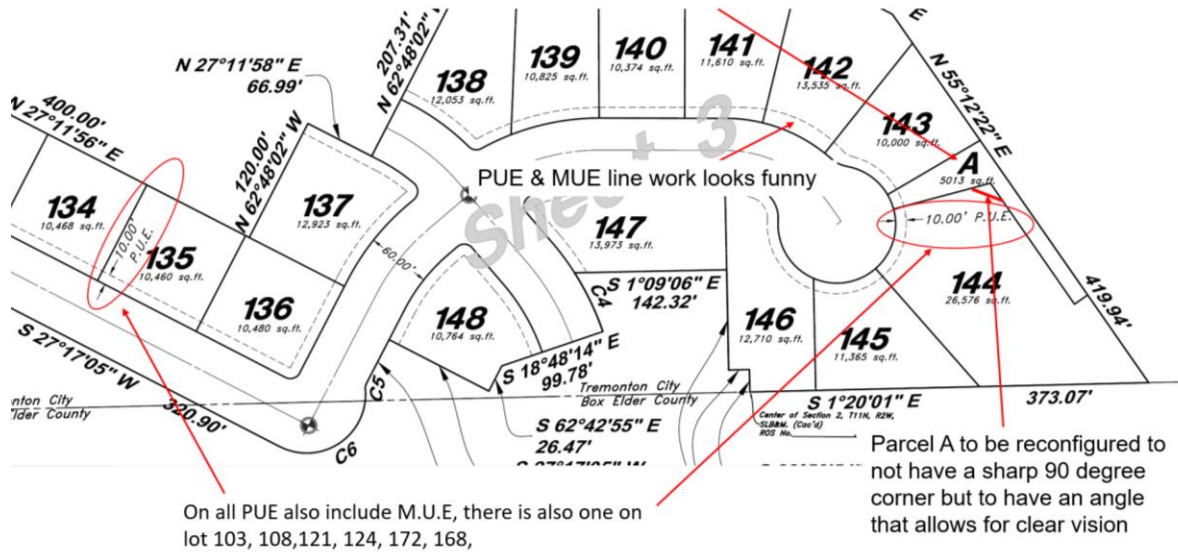 N 27°11'58" E
66.99'
207.31'
N 62°48'02" W
138
12,053 sq.ft.
139
10,825 sq.ft.
140
10,374 sq.ft.
141
11,610 sq.ft.
142
13,535 sq.ft.
E
143
10,000 sq.ft.
N 55°12'22" E
A
5013 sq.ft.
400.00'
N 27°11'56" E
120.00'
N 62°48'02" W
Sheet 3
PUE & MUE line work looks funny
134
10,468 sq.ft.
10.00'
P.U.E.
135
10,460 sq.ft.
136
10,480 sq.ft.
137
12,923 sq.ft.
60.00'
147
13,973 sq.ft.
10.00' P.U.E.
144
26,576 sq.ft.
419.94'
S 1°09'06" E
142.32'
C4
148
10,764 sq.ft.
146
12,710 sq.ft.
145
11,365 sq.ft.
S 27°17'05" W
320.90'
C5
C6
S 18°48'14" E
99.78'
Tremonton City
Box Elder County
nton City
lder County
S 1°20'01" E
373.07'
Center of Section 2, T11N, R2W,
SLB&M. (Calc'd)
ROS No.
S 62°42'55" E
26.47'
Parcel A to be reconfigured to
not have a sharp 90 degree
corner but to have an angle
that allows for clear vision
On all PUE also include M.U.E, there is also one on
lot 103, 108,121, 124, 172, 168,